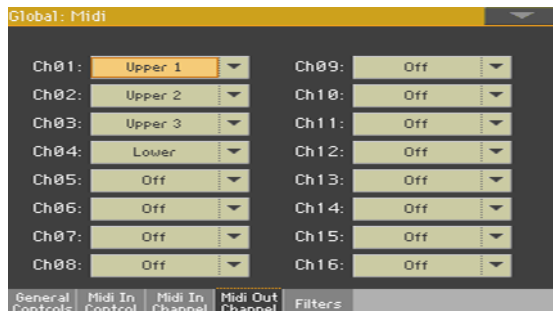 Global: Midi
Ch01: Upper 1
Ch02: Upper 2
Ch03: Upper 3
Ch04: Lower
Ch05: Off
Ch06: Off
Ch07: Off
Ch08: Off
Ch09: Off
Ch10: Off
Ch11: Off
Ch12: Off
Ch13: Off
Ch14: Off
Ch15: Off
Ch16: Off
General Controls
Midi In Control
Midi In Channel
Midi Out Channel
Filters